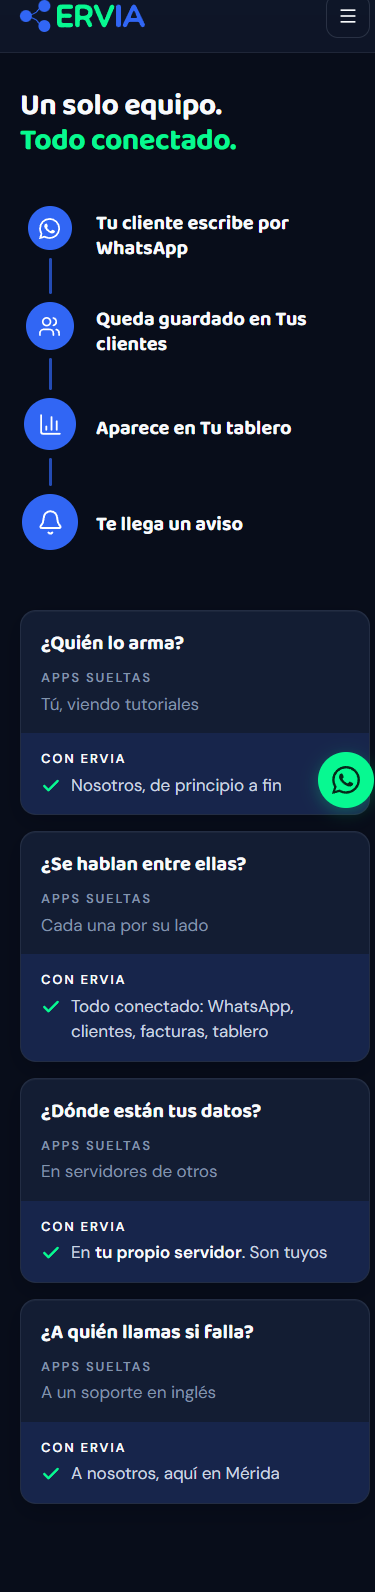 ERVIA
Un solo equipo.
Todo conectado.
Tu cliente escribe por
WhatsApp
Queda guardado en Tus
clientes
Aparece en Tu tablero
Te llega un aviso
¿Quién lo arma?
APPS SUELTAS
Tú, viendo tutoriales
CON ERVIA
Nosotros, de principio a fin
¿Se hablan entre ellas?
APPS SUELTAS
Cada una por su lado
CON ERVIA
Todo conectado: WhatsApp,
clientes, facturas, tablero
¿Dónde están tus datos?
APPS SUELTAS
En servidores de otros
CON ERVIA
En tu propio servidor. Son tuyos
¿A quién llamas si falla?
APPS SUELTAS
A un soporte en inglés
CON ERVIA
A nosotros, aquí en Mérida